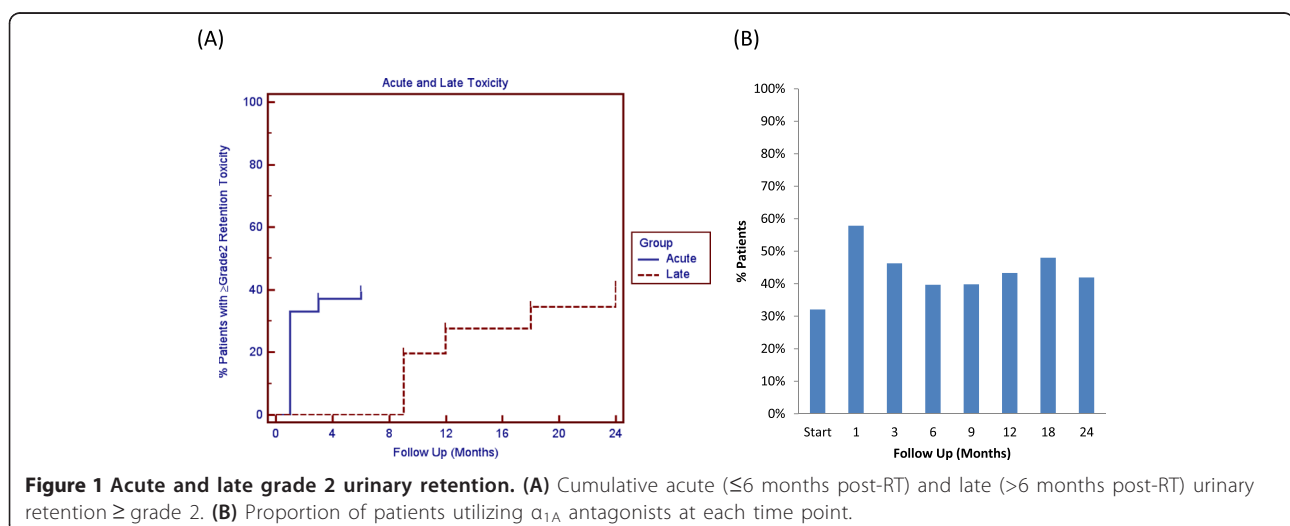 (A)
Acute and Late Toxicity
% Patients with ≥Grade2 Retention Toxicity
100
80
60
40
20
0
0 4 8 12 16 20 24
Follow Up (Months)
Group
Acute
Late
(B)
% Patients
100%
90%
80%
70%
60%
50%
40%
30%
20%
10%
0%
Start 1 3 6 9 12 18 24
Follow Up (Months)
Figure 1 Acute and late grade 2 urinary retention. (A) Cumulative acute (≤6 months post-RT) and late (>6 months post-RT) urinary
retention ≥ grade 2. (B) Proportion of patients utilizing α1A antagonists at each time point.